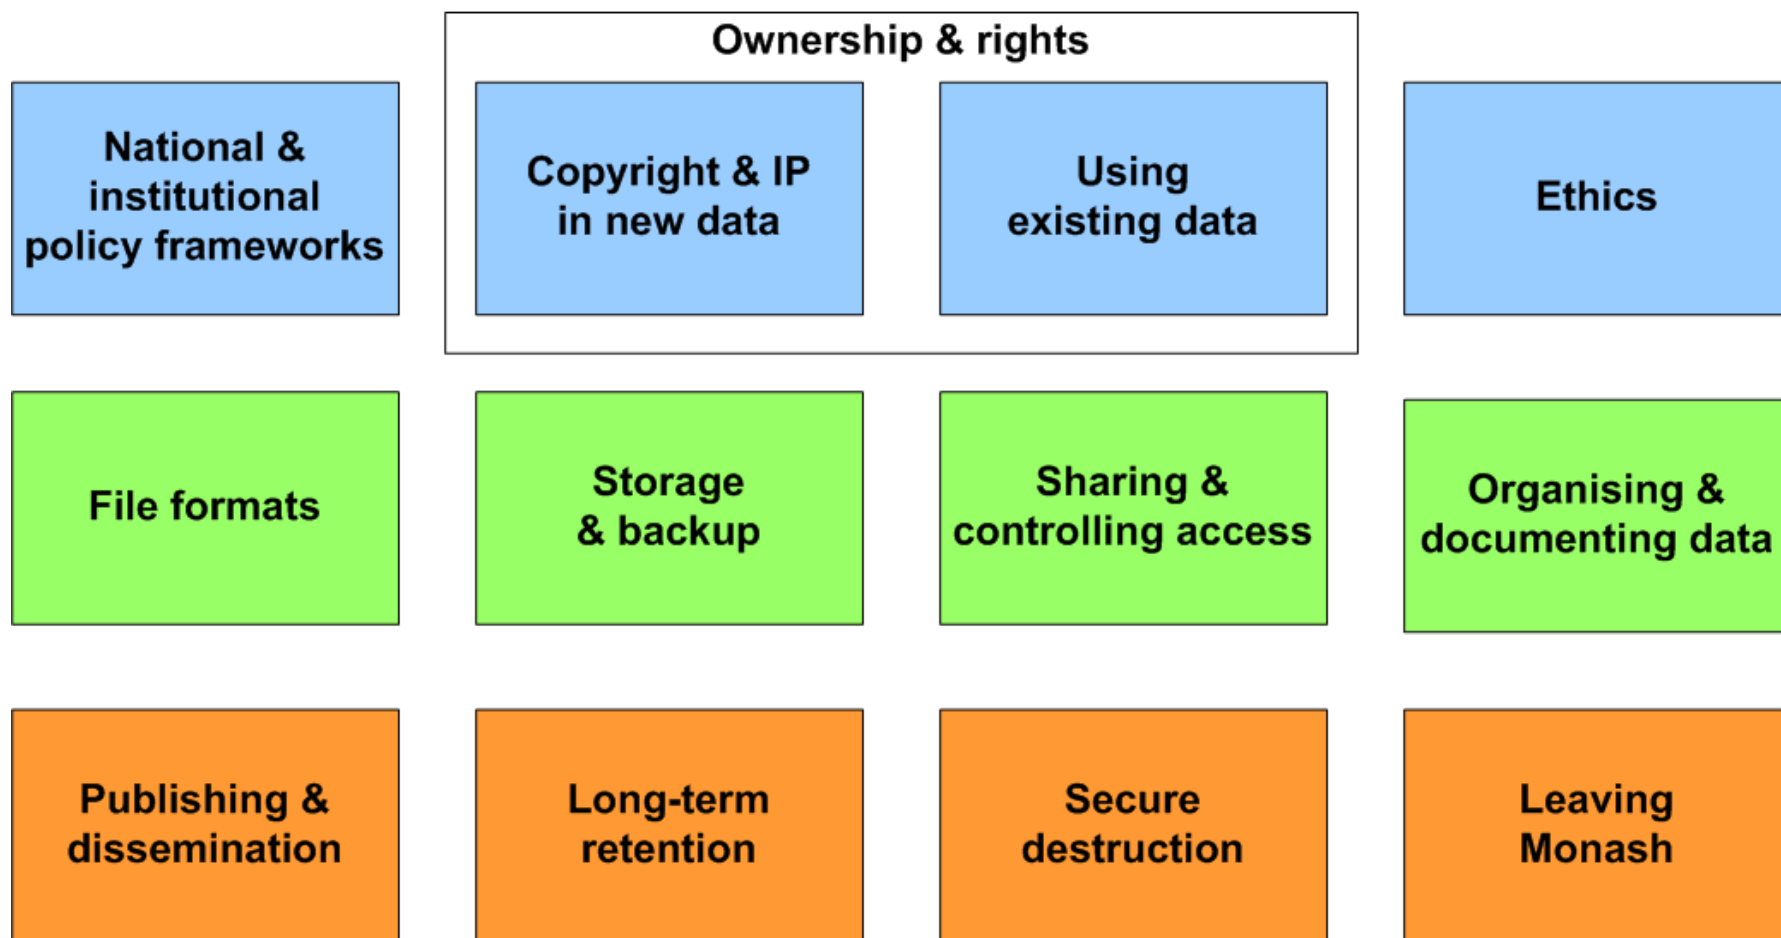 Ownership & rights
National &
institutional
policy frameworks
Copyright & IP
in new data
Using
existing data
Ethics
File formats
Storage
& backup
Sharing &
controlling access
Organising &
documenting data
Publishing &
dissemination
Long-term
retention
Secure
destruction
Leaving
Monash